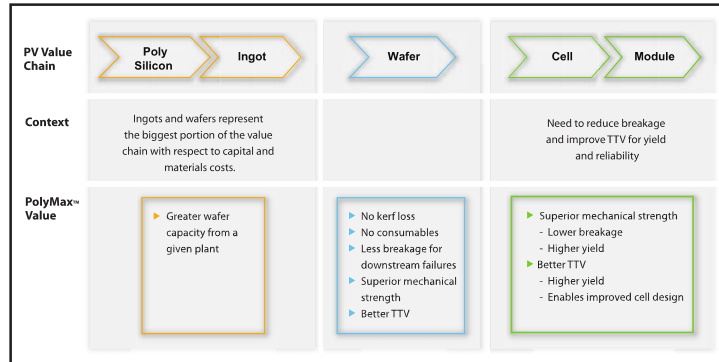 PV Value
Chain
Poly
Silicon
Ingot
Wafer
Cell
Module
Context
Ingots and wafers represent
the biggest portion of the value
chain with respect to capital and
materials costs.
Need to reduce breakage
and improve TTV for yield
and reliability
PolyMax™
Value
Greater wafer
capacity from a
given plant
No kerf loss
No consumables
Less breakage for
downstream failures
Superior mechanical
strength
Better TTV
Superior mechanical strength
- Lower breakage
- Higher yield
Better TTV
- Higher yield
- Enables improved cell design